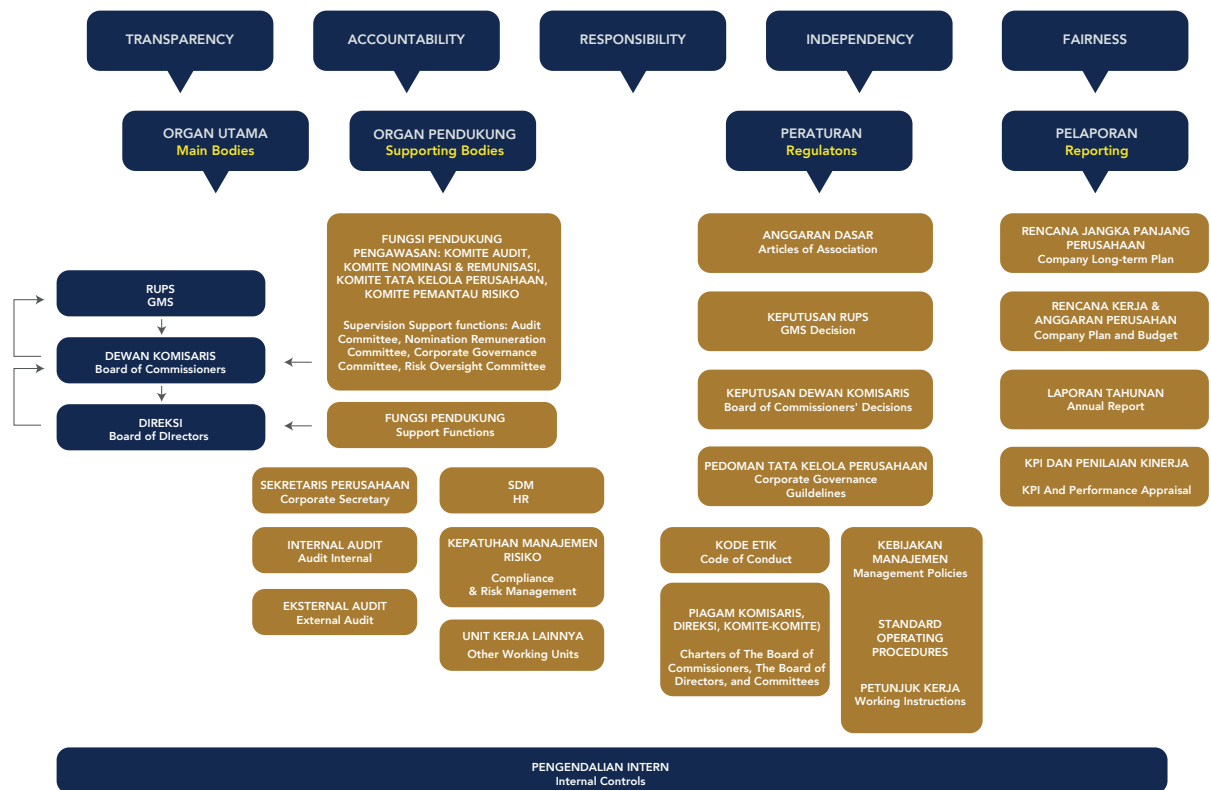 TRANSPARENCY
ACCOUNTABILITY
RESPONSIBILITY
INDEPENDENCY
FAIRNESS
ORGAN UTAMA
Main Bodies
ORGAN PENDUKUNG
Supporting Bodies
PERATURAN
Regulatons
PELAPORAN
Reporting
RUPS
GMS
DEWAN KOMISARIS
Board of Commissioners
DIREKSI
Board of DIrectors
FUNGSI PENDUKUNG
PENGAWASAN: KOMITE AUDIT,
KOMITE NOMINASI & REMUNISASI,
KOMITE TATA KELOLA PERUSAHAAN,
KOMITE PEMANTAU RISIKO
Supervision Support functions: Audit
Committee, Nomination Remuneration
Committee, Corporate Governance
Committee, Risk Oversight Committee
FUNGSI PENDUKUNG
Support Functions
SEKRETARIS PERUSAHAAN
Corporate Secretary
INTERNAL AUDIT
Audit Internal
EKSTERNAL AUDIT
External Audit
SDM
HR
KEPATUHAN MANAJEMEN
RISIKO
Compliance
& Risk Management
UNIT KERJA LAINNYA
Other Working Units
ANGGARAN DASAR
Articles of Association
KEPUTUSAN RUPS
GMS Decision
KEPUTUSAN DEWAN KOMISARIS
Board of Commissioners' Decisions
PEDOMAN TATA KELOLA PERUSAHAAN
Corporate Governance
Guildelines
KODE ETIK
Code of Conduct
PIAGAM KOMISARIS,
DIREKSI, KOMITE-KOMITE)
Charters of The Board of
Commissioners, The Board of
Directors, and Committees
KEBIJAKAN
MANAJEMEN
Management Policies
STANDARD
OPERATING
PROCEDURES
PETUNJUK KERJA
Working Instructions
RENCANA JANGKA PANJANG
PERUSAHAAN
Company Long-term Plan
RENCANA KERJA &
ANGGARAN PERUSAHAN
Company Plan and Budget
LAPORAN TAHUNAN
Annual Report
KPI DAN PENILAIAN KINERJA
KPI And Performance Appraisal
PENGENDALIAN INTERN
Internal Controls